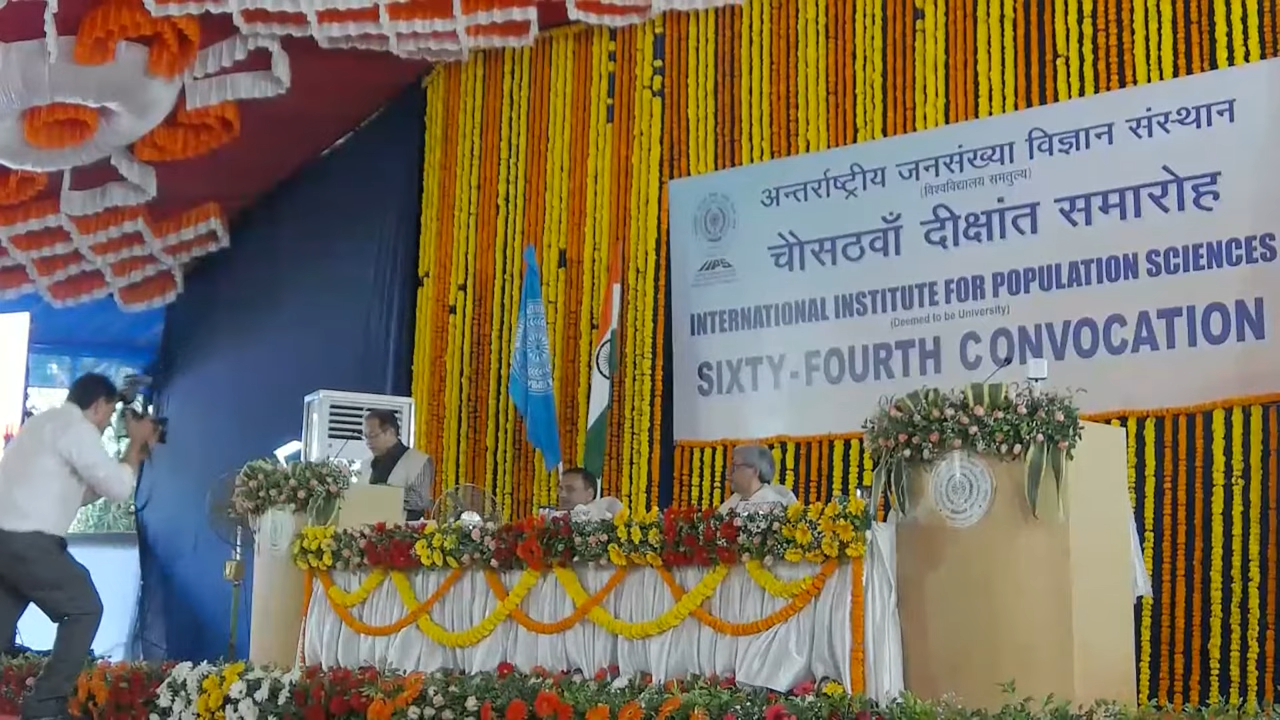 अन्तर्राष्ट्रीय जनसंख्या विज्ञान संस्थान
(विश्वविद्यालय समतुल्य)
चौसठवाँ दीक्षांत समारोह
IIPS
INTERNATIONAL INSTITUTE FOR POPULATION SCIENCES
(Deemed to be University)
SIXTY-FOURTH CONVOCATION